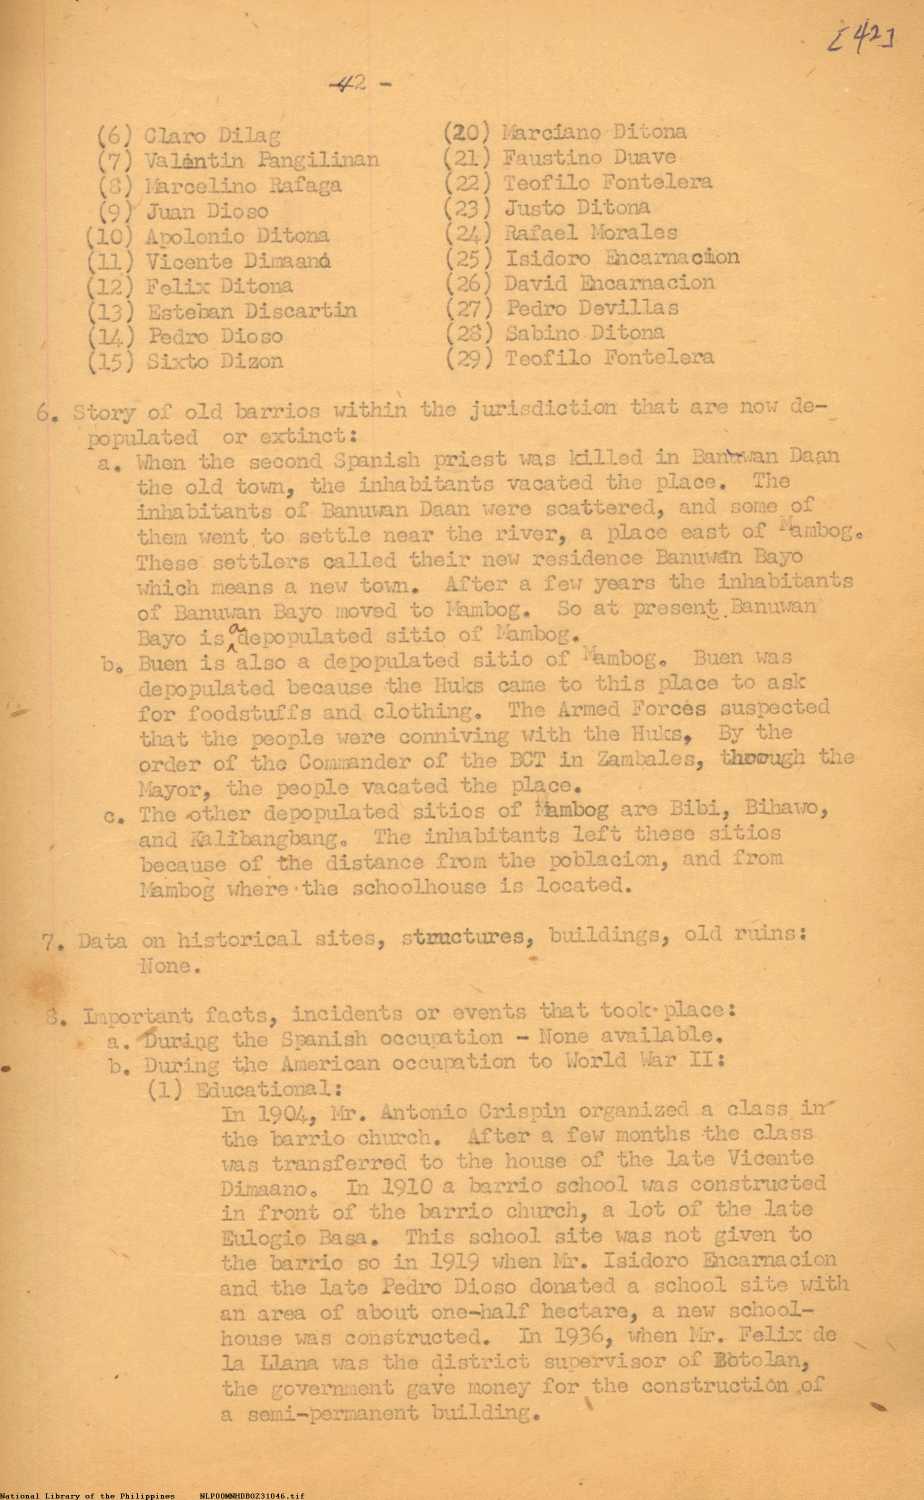 [42]
- 42 -
(6) Claro Dilag
(7) Valentin Pangilinan
(8) Marcelino Rafaga
(9) Juan Dioso
(10) Apolonio Ditona
(11) Vicente Dimaano
(12) Felix Ditona
(13) Esteban Discartin
(14) Pedro Dioso
(15) Sixto Dizon
(20) Marciano Ditona
(21) Faustino Duave
(22) Teofilo Fontelera
(23) Justo Ditona
(24) Rafael Morales
(25) Isidoro Encarnacion
(26) David Encarnacion
(27) Pedro Devillas
(28) Sabino Ditona
(29) Teofilo Fontelera
6. Story of old barrios within the jurisdiction that are now de-
populated or extinct:
a. When the second Spanish priest was killed in Banuwan Daan
the old town, the inhabitants vacated the place. The
inhabitants of Banuwan Daan were scattered, and some of
them went to settle near the river, a place east of Mambog.
These settlers called their new residence Banuwan Bayo
which means a new town. After a few years the inhabitants
of Banuwan Bayo moved to Mambog. So at present Banuwan
Bayo is a depopulated sitio of Mambog.
b. Buen is also a depopulated sitio of Mambog. Buen was
depopulated because the Huks came to this place to ask
for foodstuffs and clothing. The Armed Forces suspected
that the people were conniving with the Huks, By the
order of the Commander of the BCT in Zambales, through the
Mayor, the people vacated the place.
c. The other depopulated sitios of Mambog are Bibi, Bihawo,
and Kalibangbang. The inhabitants left these sitios
because of the distance from the poblacion, and from
Mambog where the schoolhouse is located.
7. Data on historical sites, structures, buildings, old ruins:
None.
8. Important facts, incidents or events that took place:
a. During the Spanish occupation - None available.
b. During the American occupation to World War II:
(1) Educational:
In 1904, Mr. Antonio Crispin organized a class in
the barrio church. After a few months the class
was transferred to the house of the late Vicente
Dimaano. In 1910 a barrio school was constructed
in front of the barrio church, a lot of the late
Eulogio Basa. This school site was not given to
the barrio so in 1919 when Mr. Isidoro Encarnacion
and the late Pedro Dioso donated a school site with
an area of about one-half hectare, a new school-
house was constructed. In 1936, when Mr. Felix de
la Llana was the district supervisor of Botolan,
the government gave money for the construction of
a semi-permanent building.
National Library of the Philippines NLP00MNHDB0Z31046.tif